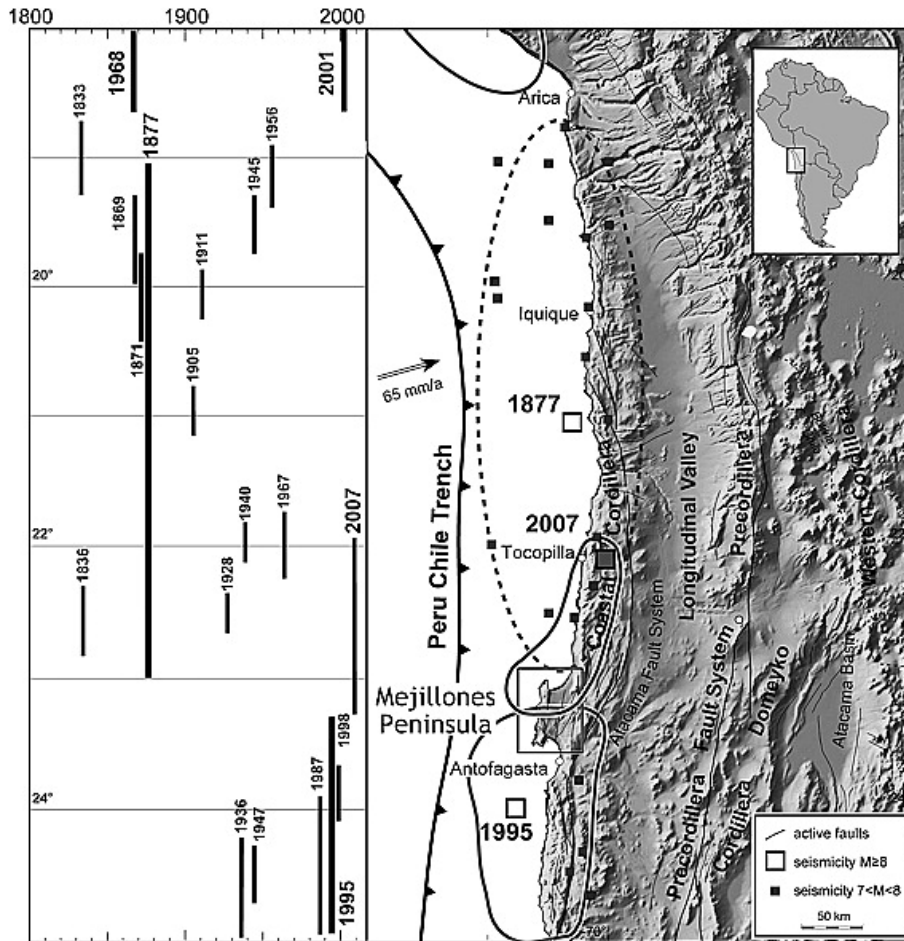 1800
1900
2000
1968
2001
1833
1877
1956
1945
1869
1911
20°
1871
1905
1940
1967
2007
22°
1836
1928
1998
1987
24°
1936
1947
1995
Arica
Iquique
65 mm/a
1877
2007
Tocopilla
Peru Chile Trench
Coastal Cordillera
Longitudinal Valley
Precordillera
Western Cordillera
Atacama Fault System
Mejillones
Peninsula
Antofagasta
1995
Precordillera Fault System
Cordillera Domeyko
Atacama Basin
70°
active faults
seismicity M≥8
seismicity 7<M<8
50 km